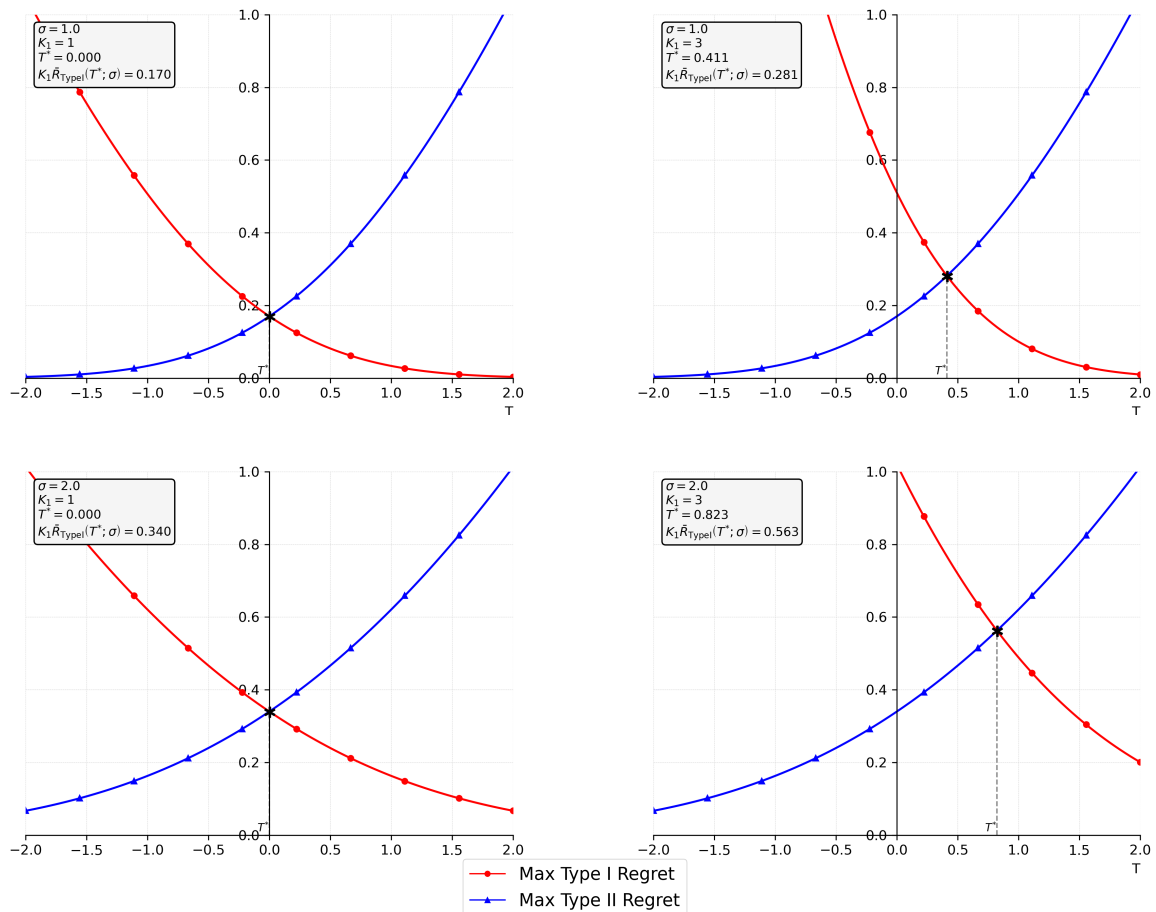 1.0
0.8
0.6
0.4
0.2
0.0
σ = 1.0
K₁ = 1
T* = 0.000
K₁R̄_TypeI(T*; σ) = 0.170
T*
−2.0 −1.5 −1.0 −0.5 0.0 0.5 1.0 1.5 2.0
T
1.0
0.8
0.6
0.4
0.2
0.0
σ = 1.0
K₁ = 3
T* = 0.411
K₁R̄_TypeI(T*; σ) = 0.281
T*
−2.0 −1.5 −1.0 −0.5 0.0 0.5 1.0 1.5 2.0
T
1.0
0.8
0.6
0.4
0.2
0.0
σ = 2.0
K₁ = 1
T* = 0.000
K₁R̄_TypeI(T*; σ) = 0.340
T*
−2.0 −1.5 −1.0 −0.5 0.0 0.5 1.0 1.5 2.0
1.0
0.8
0.6
0.4
0.2
0.0
σ = 2.0
K₁ = 3
T* = 0.823
K₁R̄_TypeI(T*; σ) = 0.563
T*
−2.0 −1.5 −1.0 −0.5 0.0 0.5 1.0 1.5 2.0
T
Max Type I Regret
Max Type II Regret